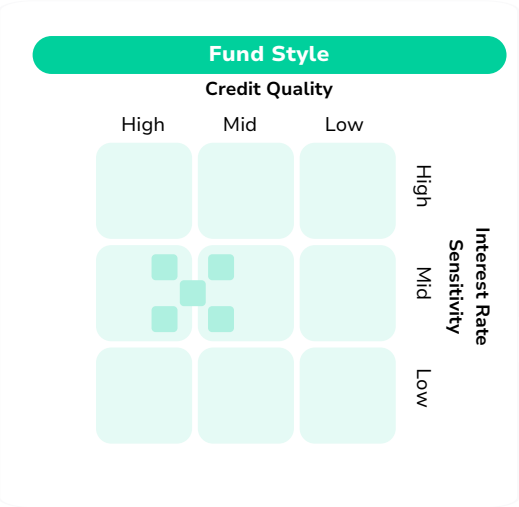 Fund Style
Credit Quality
High Mid Low
High
Mid
Low
Interest Rate
Sensitivity